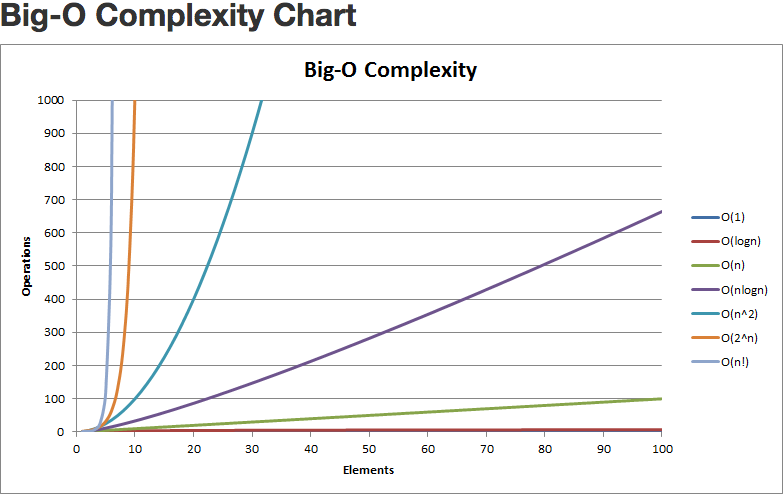 Big-O Complexity Chart
Big-O Complexity
1000
900
800
700
600
500
400
300
200
100
0
Operations
0 10 20 30 40 50 60 70 80 90 100
Elements
O(1)
O(logn)
O(n)
O(nlogn)
O(n^2)
O(2^n)
O(n!)